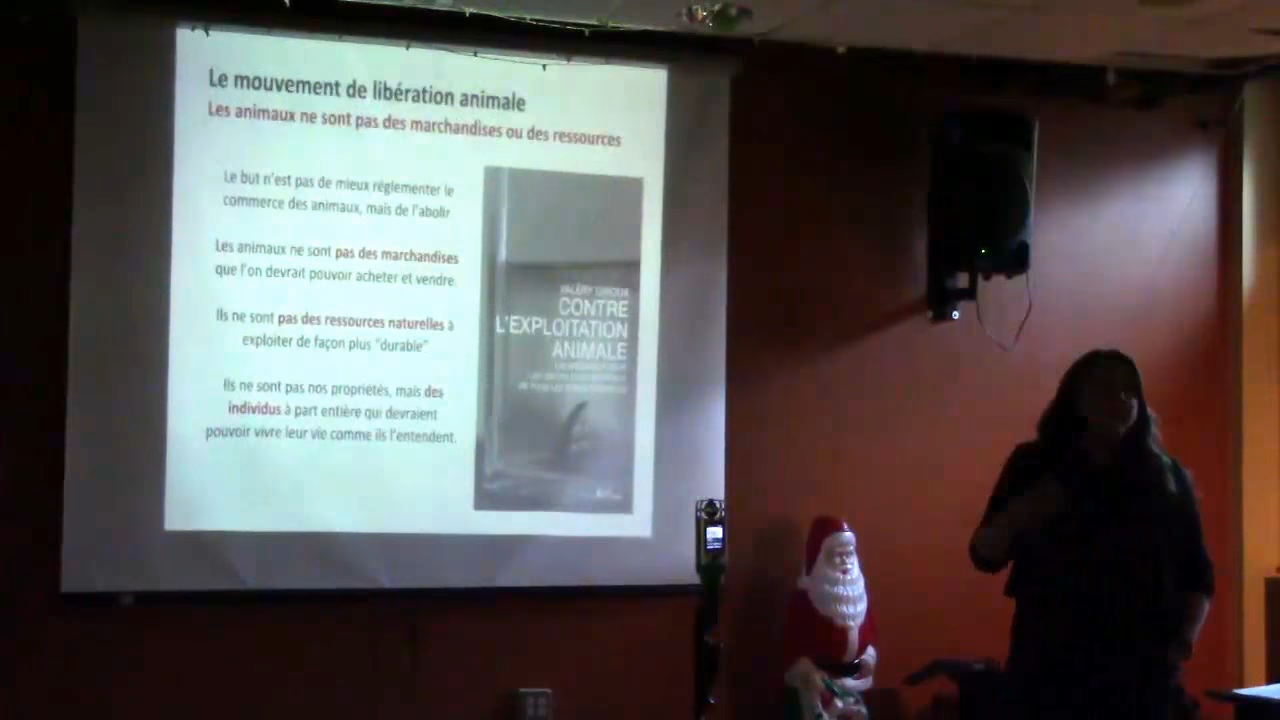 Le mouvement de libération animale
Les animaux ne sont pas des marchandises ou des ressources
Le but n'est pas de mieux réglementer le
commerce des animaux, mais de l'abolir
Les animaux ne sont pas des marchandises
que l'on devrait pouvoir acheter et vendre.
Ils ne sont pas des ressources naturelles à
exploiter de façon plus "durable"
Ils ne sont pas nos propriétés, mais des
individus à part entière qui devraient
pouvoir vivre leur vie comme ils l'entendent.
VALÉRY GIROUX
CONTRE
L'EXPLOITATION
ANIMALE